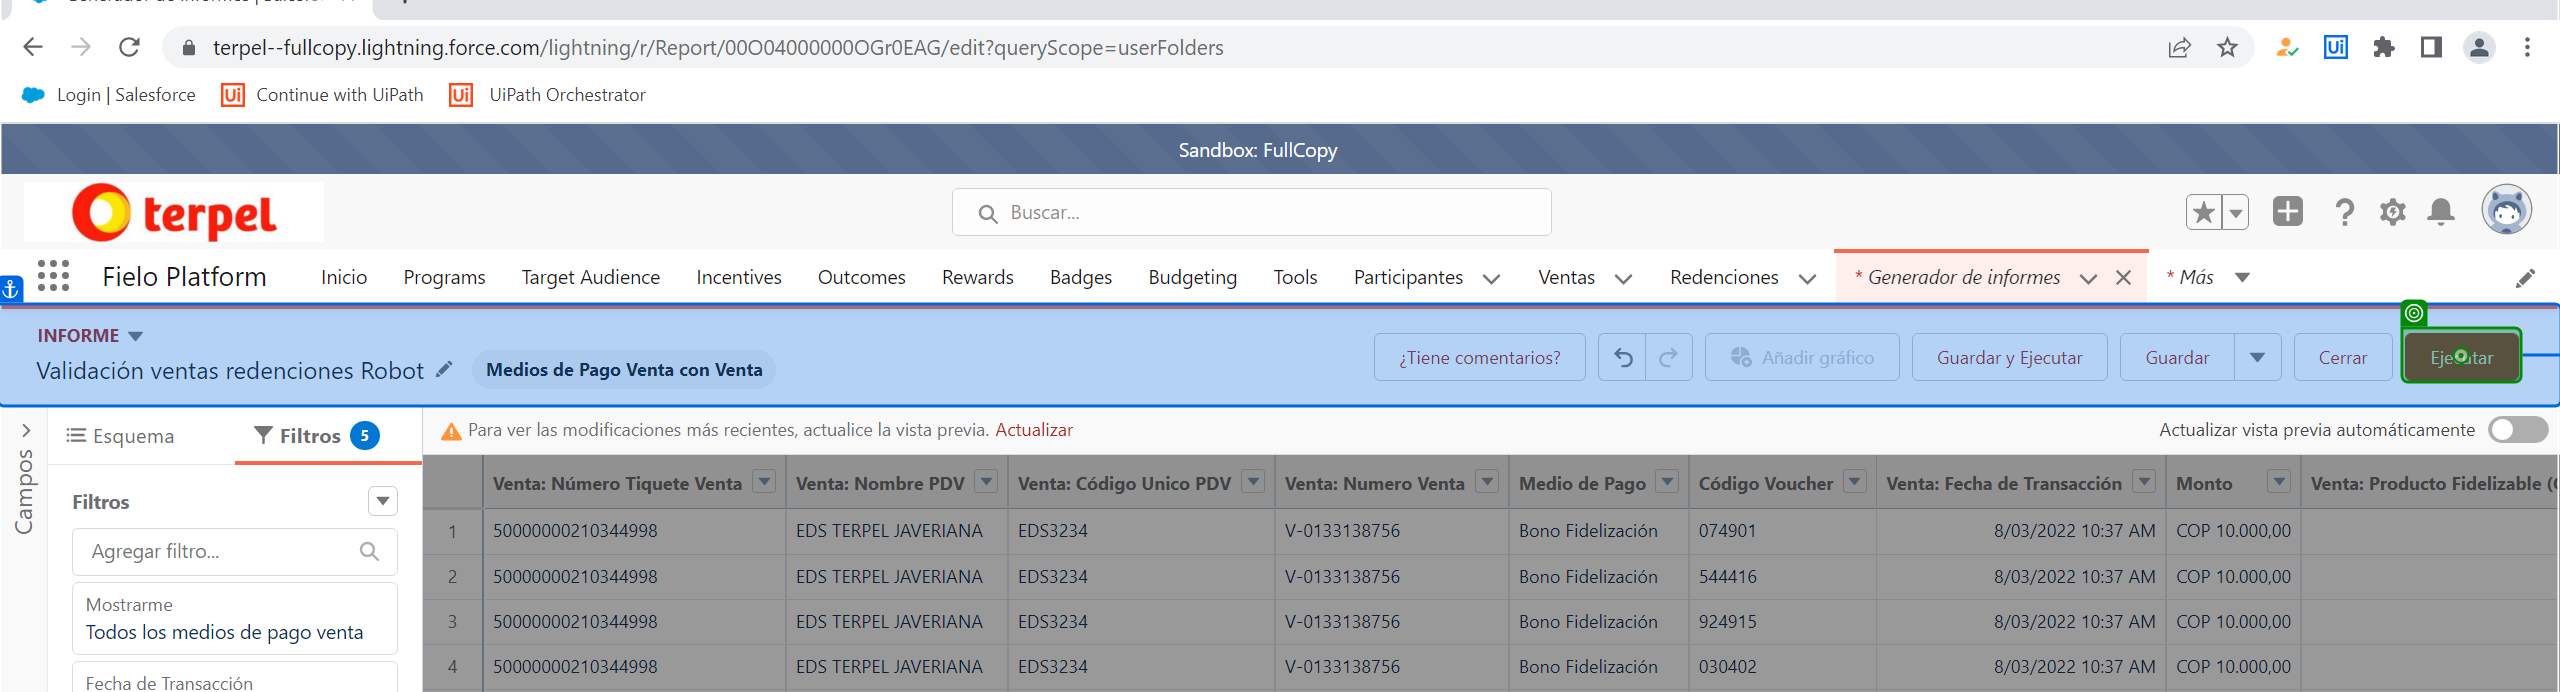 terpel--fullcopy.lightning.force.com/lightning/r/Report/00O04000000OGr0EAG/edit?queryScope=userFolders
Login | Salesforce
Continue with UiPath
UiPath Orchestrator
Sandbox: FullCopy
terpel
Buscar...
Fielo Platform
Inicio
Programs
Target Audience
Incentives
Outcomes
Rewards
Badges
Budgeting
Tools
Participantes
Ventas
Redenciones
* Generador de informes
* Más
INFORME
Validación ventas redenciones Robot
Medios de Pago Venta con Venta
¿Tiene comentarios?
Añadir gráfico
Guardar y Ejecutar
Guardar
Cerrar
Ejecutar
Campos
Esquema
Filtros 5
Para ver las modificaciones más recientes, actualice la vista previa. Actualizar
Actualizar vista previa automáticamente
Filtros
Agregar filtro...
Mostrarme
Todos los medios de pago venta
Fecha de Transacción
Venta: Número Tiquete Venta Venta: Nombre PDV Venta: Código Unico PDV Venta: Numero Venta Medio de Pago Código Voucher Venta: Fecha de Transacción Monto Venta: Producto Fidelizable
1 50000000210344998 EDS TERPEL JAVERIANA EDS3234 V-0133138756 Bono Fidelización 074901 8/03/2022 10:37 AM COP 10.000,00
2 50000000210344998 EDS TERPEL JAVERIANA EDS3234 V-0133138756 Bono Fidelización 544416 8/03/2022 10:37 AM COP 10.000,00
3 50000000210344998 EDS TERPEL JAVERIANA EDS3234 V-0133138756 Bono Fidelización 924915 8/03/2022 10:37 AM COP 10.000,00
4 50000000210344998 EDS TERPEL JAVERIANA EDS3234 V-0133138756 Bono Fidelización 030402 8/03/2022 10:37 AM COP 10.000,00